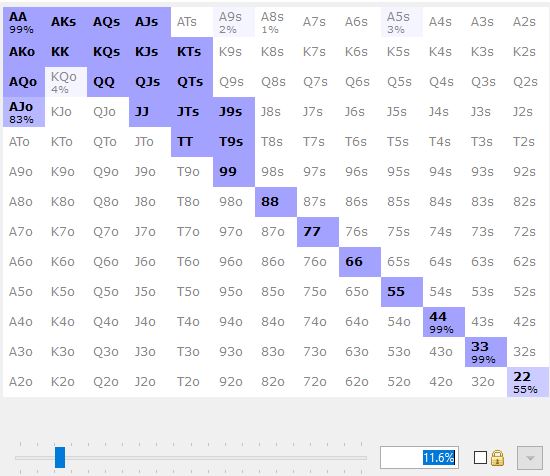 AA AKs AQs AJs ATs A9s A8s A7s A6s A5s A4s A3s A2s
99% 2% 1% 3%
AKo KK KQs KJs KTs K9s K8s K7s K6s K5s K4s K3s K2s
AQo KQo QQ QJs QTs Q9s Q8s Q7s Q6s Q5s Q4s Q3s Q2s
4%
AJo KJo QJo JJ JTs J9s J8s J7s J6s J5s J4s J3s J2s
83%
ATo KTo QTo JTo TT T9s T8s T7s T6s T5s T4s T3s T2s
A9o K9o Q9o J9o T9o 99 98s 97s 96s 95s 94s 93s 92s
A8o K8o Q8o J8o T8o 98o 88 87s 86s 85s 84s 83s 82s
A7o K7o Q7o J7o T7o 97o 87o 77 76s 75s 74s 73s 72s
A6o K6o Q6o J6o T6o 96o 86o 76o 66 65s 64s 63s 62s
A5o K5o Q5o J5o T5o 95o 85o 75o 65o 55 54s 53s 52s
A4o K4o Q4o J4o T4o 94o 84o 74o 64o 54o 44 43s 42s
99%
A3o K3o Q3o J3o T3o 93o 83o 73o 63o 53o 43o 33 32s
99%
A2o K2o Q2o J2o T2o 92o 82o 72o 62o 52o 42o 32o 22
55%
11.6%